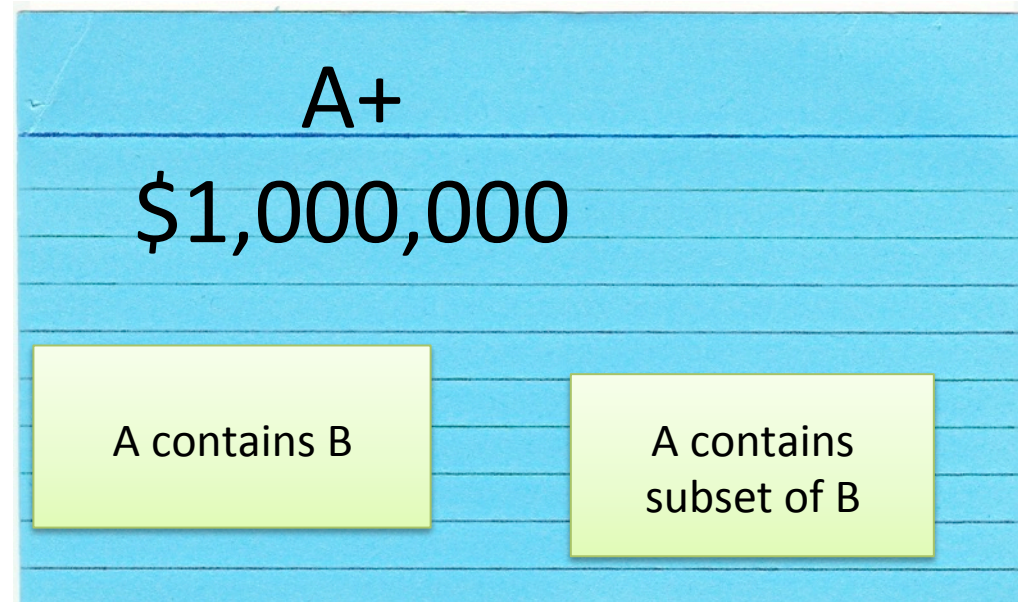 A+
$1,000,000
A contains B
A contains
subset of B